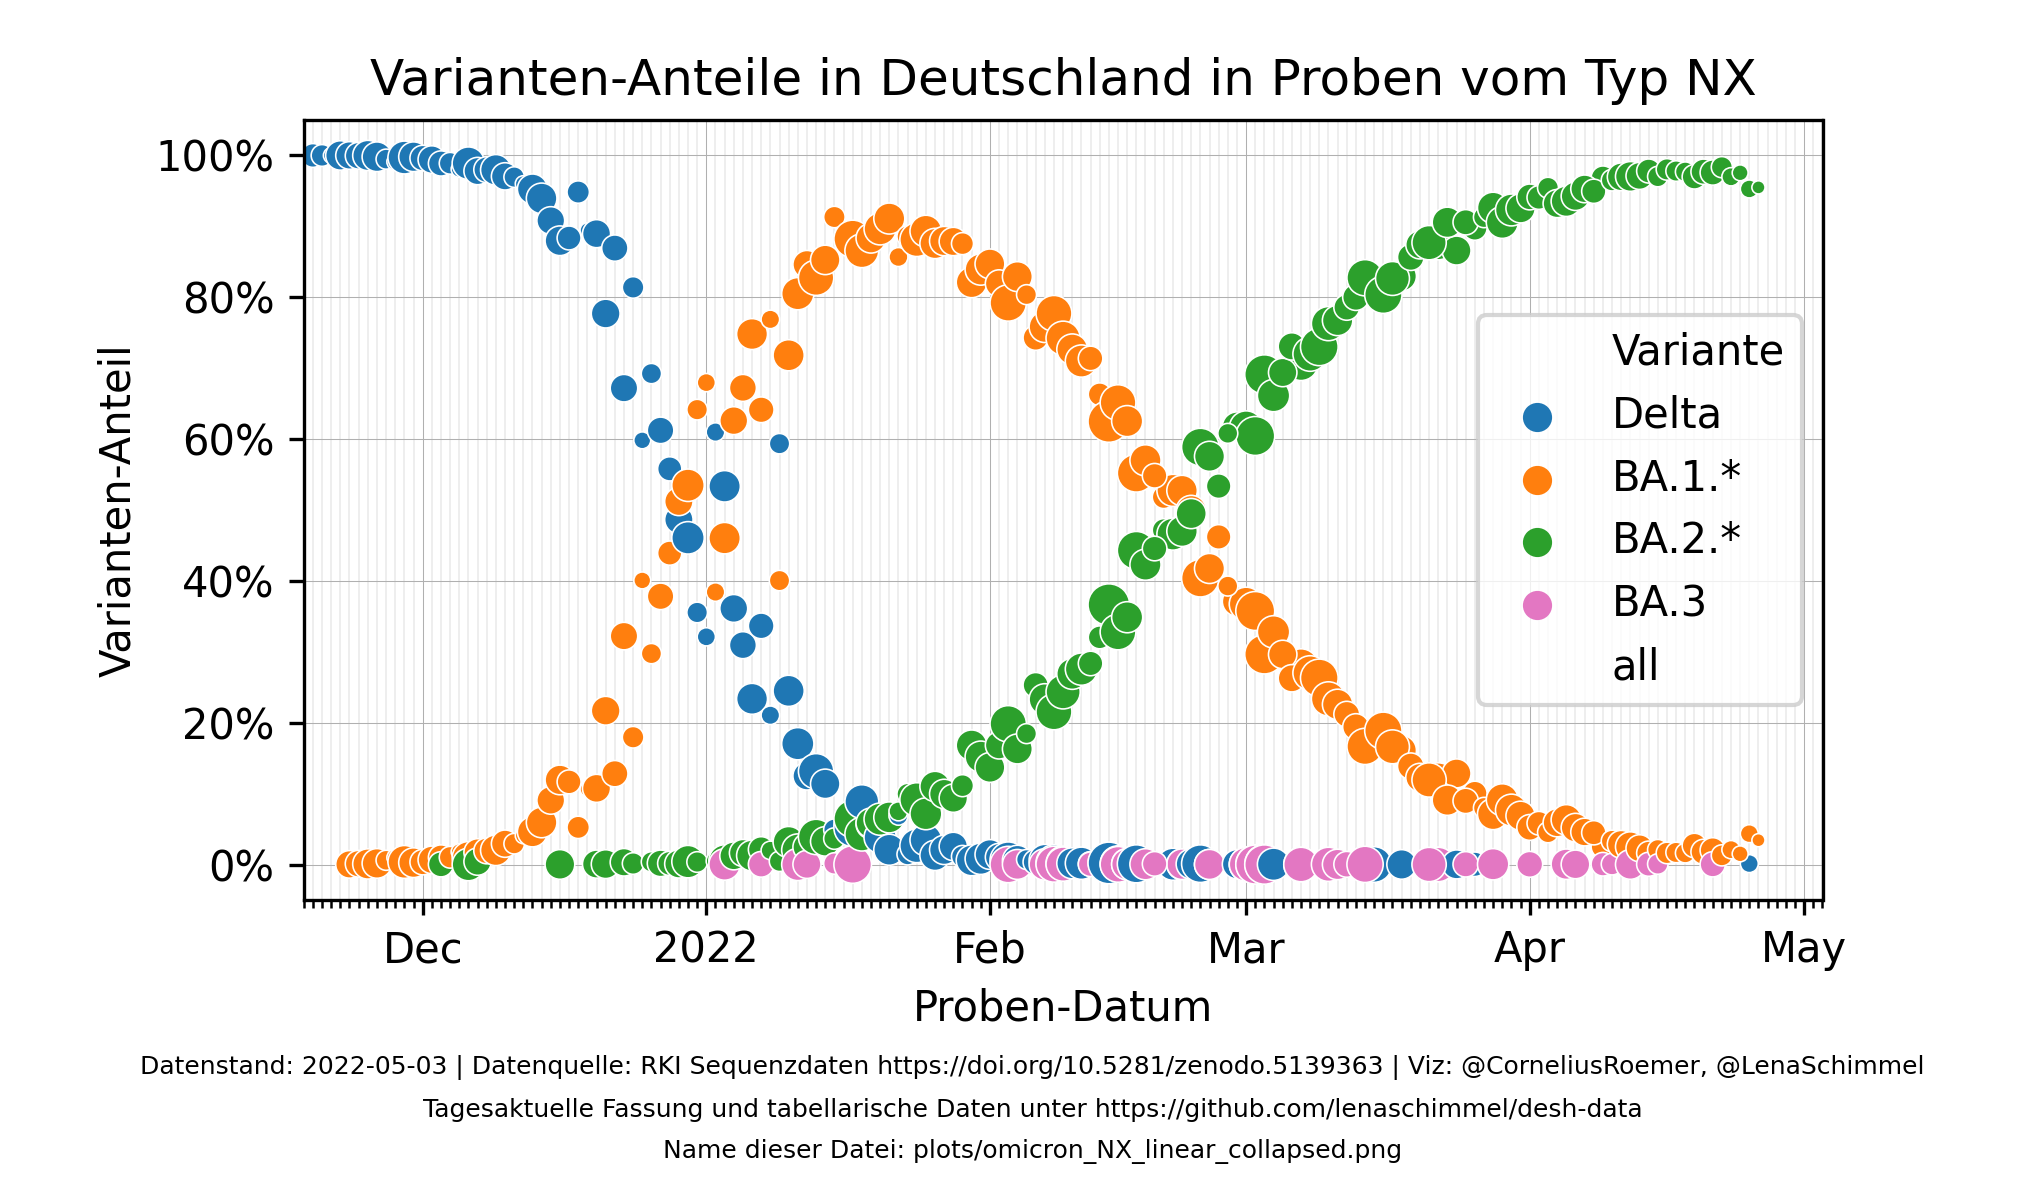 Varianten-Anteile in Deutschland in Proben vom Typ NX
Varianten-Anteil
100%
80%
60%
40%
20%
0%
Variante
Delta
BA.1.*
BA.2.*
BA.3
all
Dec
2022
Feb
Mar
Apr
May
Proben-Datum
Datenstand: 2022-05-03 | Datenquelle: RKI Sequenzdaten https://doi.org/10.5281/zenodo.5139363 | Viz: @CorneliusRoemer, @LenaSchimmel
Tagesaktuelle Fassung und tabellarische Daten unter https://github.com/lenaschimmel/desh-data
Name dieser Datei: plots/omicron_NX_linear_collapsed.png